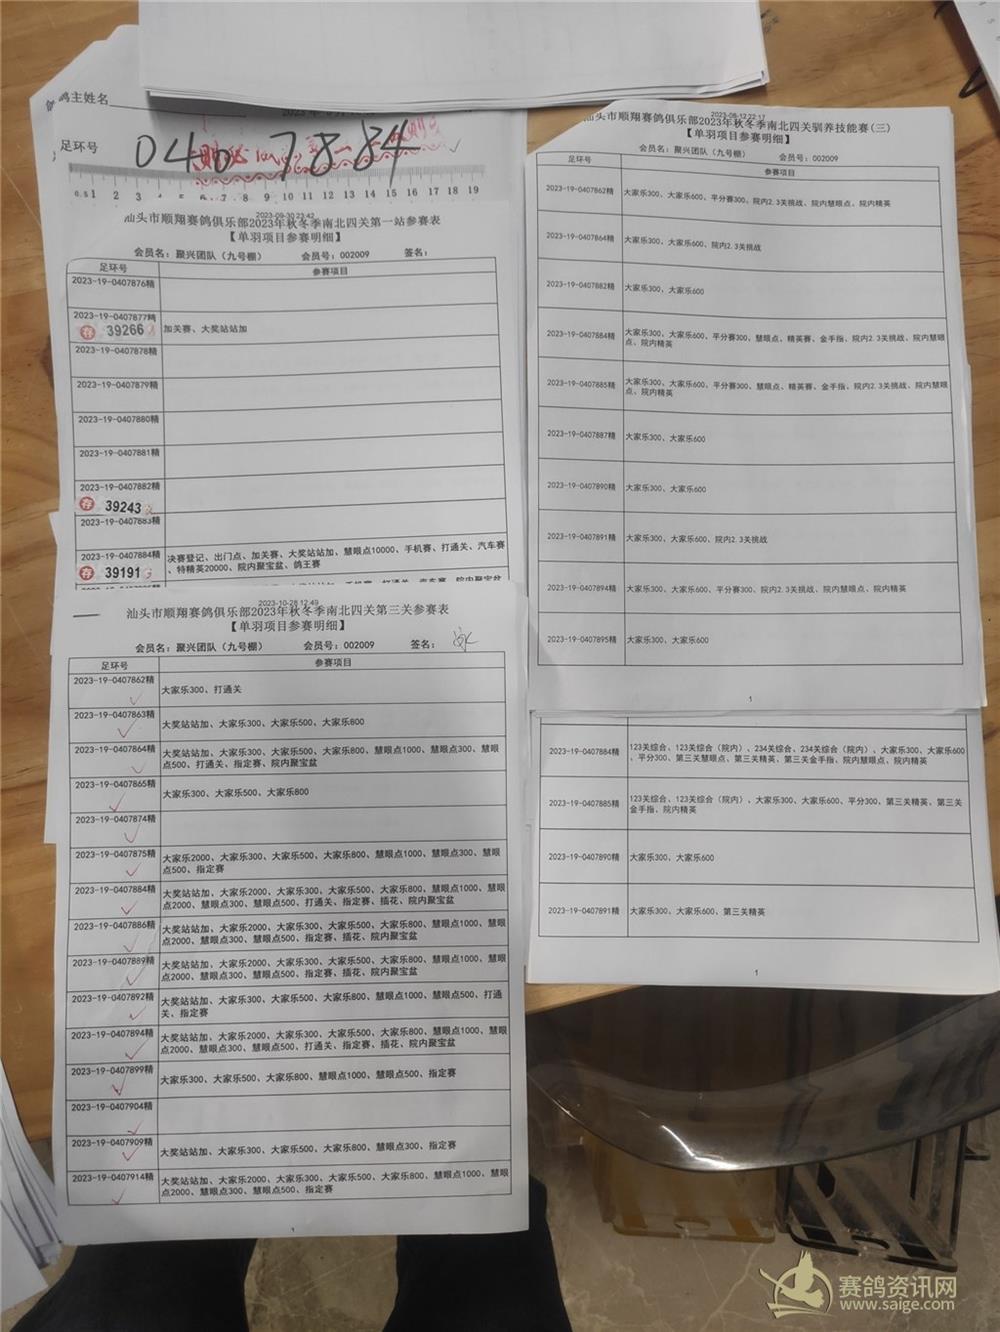 鸽主姓名
足环号
0407884
0.5 1 2 3 4 5 6 7 8 9 10 11 12 13 14 15 16 17 18 19
2023-09-30 23:42
汕头市顺翔赛鸽俱乐部2023年秋冬季南北四关第一站参赛表
【单羽项目参赛明细】
会员名：聚兴团队（九号棚） 会员号：002009 签名：
足环号 参赛项目
2023-19-0407876精
2023-19-0407877精 加关赛、大奖站站加
存 39266
2023-19-0407878精
2023-19-0407879精
2023-19-0407880精
2023-19-0407881精
2023-19-0407882精
存 39243
2023-19-0407883精
2023-19-0407884精 决赛登记、出门点、加关赛、大奖站站加、慧眼点10000、手机赛、打通关、汽车赛
存 39191 、特精英20000、院内聚宝盆、鸽王赛
2023-10-28 12:49
汕头市顺翔赛鸽俱乐部2023年秋冬季南北四关第三关参赛表
【单羽项目参赛明细】
会员名：聚兴团队（九号棚） 会员号：002009 签名：
足环号 参赛项目
2023-19-0407862精 大家乐300、打通关
2023-19-0407863精 大奖站站加、大家乐300、大家乐500、大家乐800
2023-19-0407864精 大奖站站加、大家乐300、大家乐500、大家乐800、慧眼点1000、慧眼点300、慧眼
点500、打通关、指定赛、院内聚宝盆
2023-19-0407865精 大家乐300、大家乐500、大家乐800
2023-19-0407874精
2023-19-0407875精 大家乐2000、大家乐300、大家乐500、大家乐800、慧眼点1000、慧眼点300、慧眼
点500、指定赛
2023-19-0407884精 大奖站站加、大家乐2000、大家乐300、大家乐500、大家乐800、慧眼点1000、慧眼
点2000、慧眼点300、慧眼点500、打通关、指定赛、插花、院内聚宝盆
2023-19-0407886精 大奖站站加、大家乐2000、大家乐300、大家乐500、大家乐800、慧眼点1000、慧眼
点2000、慧眼点300、慧眼点500、指定赛、插花、院内聚宝盆
2023-19-0407889精 大奖站站加、大家乐2000、大家乐300、大家乐500、大家乐800、慧眼点1000、慧眼
点2000、慧眼点300、慧眼点500、指定赛、插花、院内聚宝盆
2023-19-0407892精 大奖站站加、大家乐300、大家乐500、大家乐800、慧眼点1000、慧眼点500、打通
关、指定赛
2023-19-0407894精 大奖站站加、大家乐2000、大家乐300、大家乐500、大家乐800、慧眼点1000、慧眼
点2000、慧眼点300、慧眼点500、打通关、指定赛、插花、院内聚宝盆
2023-19-0407899精 大家乐300、大家乐500、大家乐800、慧眼点1000、慧眼点500、指定赛
2023-19-0407904精
2023-19-0407909精 大奖站站加、大家乐300、大家乐500、大家乐800、慧眼点300、指定赛
2023-19-0407914精 大奖站站加、大家乐2000、大家乐300、大家乐500、大家乐800、慧眼点1000、慧眼
点2000、慧眼点300、慧眼点500、指定赛
1
2023-08-12 22:17
汕头市顺翔赛鸽俱乐部2023年秋冬季南北四关驯养技能赛(三)
【单羽项目参赛明细】
会员名：聚兴团队（九号棚） 会员号：002009
参赛项目
2023-19-0407862精 大家乐300、大家乐600、平分赛300、院内2.3关挑战、院内慧眼点、院内精英
2023-19-0407864精 大家乐300、大家乐600、院内2.3关挑战
2023-19-0407882精 大家乐300、大家乐600
2023-19-0407884精 大家乐300、大家乐600、平分赛300、慧眼点、精英赛、金手指、院内2.3关挑战、院内慧眼
点、院内精英
2023-19-0407885精 大家乐300、大家乐600、平分赛300、慧眼点、精英赛、金手指、院内2.3关挑战、院内慧眼
点、院内精英
2023-19-0407887精 大家乐300、大家乐600
2023-19-0407890精 大家乐300、大家乐600
2023-19-0407891精 大家乐300、大家乐600、院内2.3关挑战
2023-19-0407894精 大家乐300、大家乐600、平分赛300、院内2.3关挑战、院内慧眼点、院内精英
2023-19-0407895精 大家乐300、大家乐600
1
2023-19-0407884精 123关综合、123关综合（院内）、234关综合、234关综合（院内）、大家乐300、大家乐600
、平分300、第三关慧眼点、第三关精英、第三关金手指、院内慧眼点、院内精英
2023-19-0407885精 123关综合、123关综合（院内）、大家乐300、大家乐600、平分300、第三关精英、第三关
金手指、院内精英
2023-19-0407890精 大家乐300、大家乐600
2023-19-0407891精 大家乐300、大家乐600、第三关精英
1
赛鸽资讯网
www.saige.com